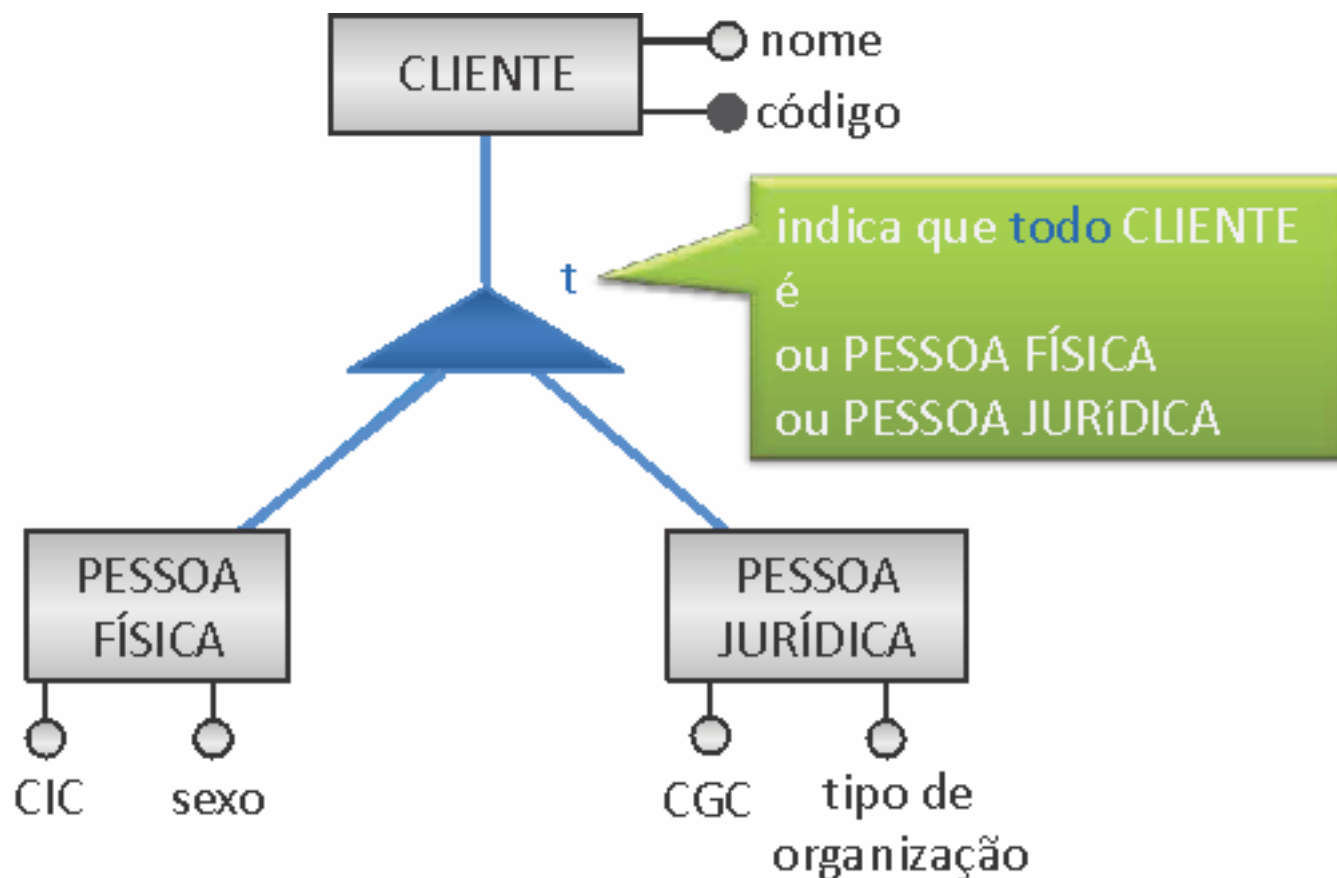 CLIENTE
nome
código
t
indica que todo CLIENTE
é
ou PESSOA FÍSICA
ou PESSOA JURíDICA
PESSOA
FÍSICA
PESSOA
JURÍDICA
CIC
sexo
CGC
tipo de
organização